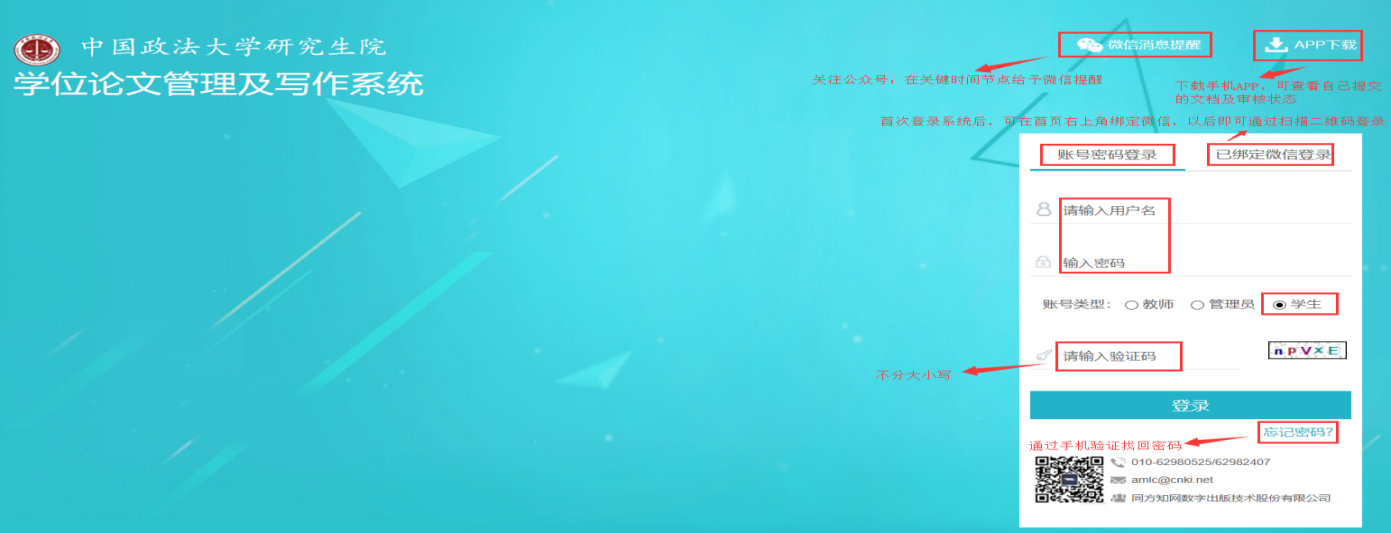 中国政法大学研究生院
学位论文管理及写作系统
微信消息提醒
APP下载
关注公众号，在关键时间节点给予微信提醒
下载手机APP，可查看自己提交
的文档及审核状态
首次登录系统后，可在首页右上角绑定微信，以后即可通过扫描二维码登录
账号密码登录
已绑定微信登录
请输入用户名
输入密码
账号类型： 教师 管理员 学生
请输入验证码
npVxE
不分大小写
登录
忘记密码?
通过手机验证找回密码
010-62980525/62982407
amlc@cnki.net
同方知网数字出版技术股份有限公司